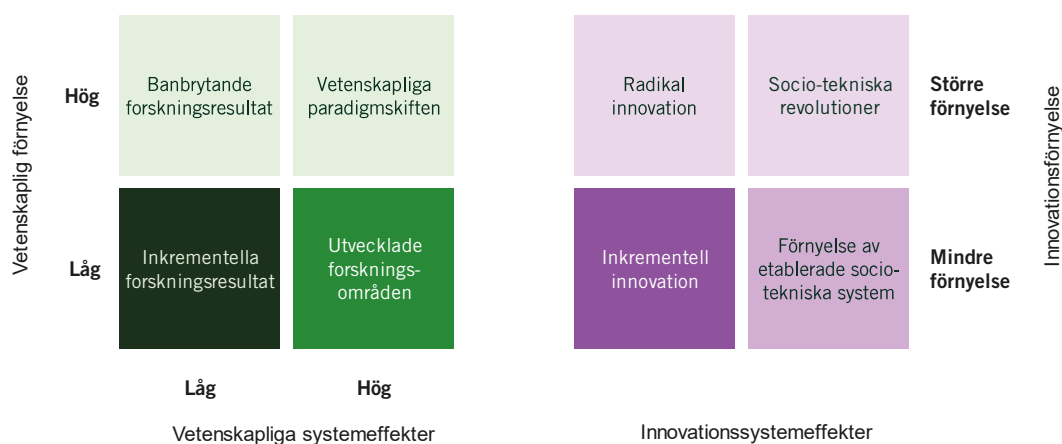 Vetenskaplig förnyelse
Hög
Banbrytande
forskningsresultat
Vetenskapliga
paradigmskiften
Låg
Inkrementella
forskningsresultat
Utvecklade
forsknings-
områden
Låg
Hög
Vetenskapliga systemeffekter
Radikal
innovation
Socio-tekniska
revolutioner
Större
förnyelse
Inkrementell
innovation
Förnyelse av
etablerade socio-
tekniska system
Mindre
förnyelse
Innovationsförnyelse
Innovationssystemeffekter